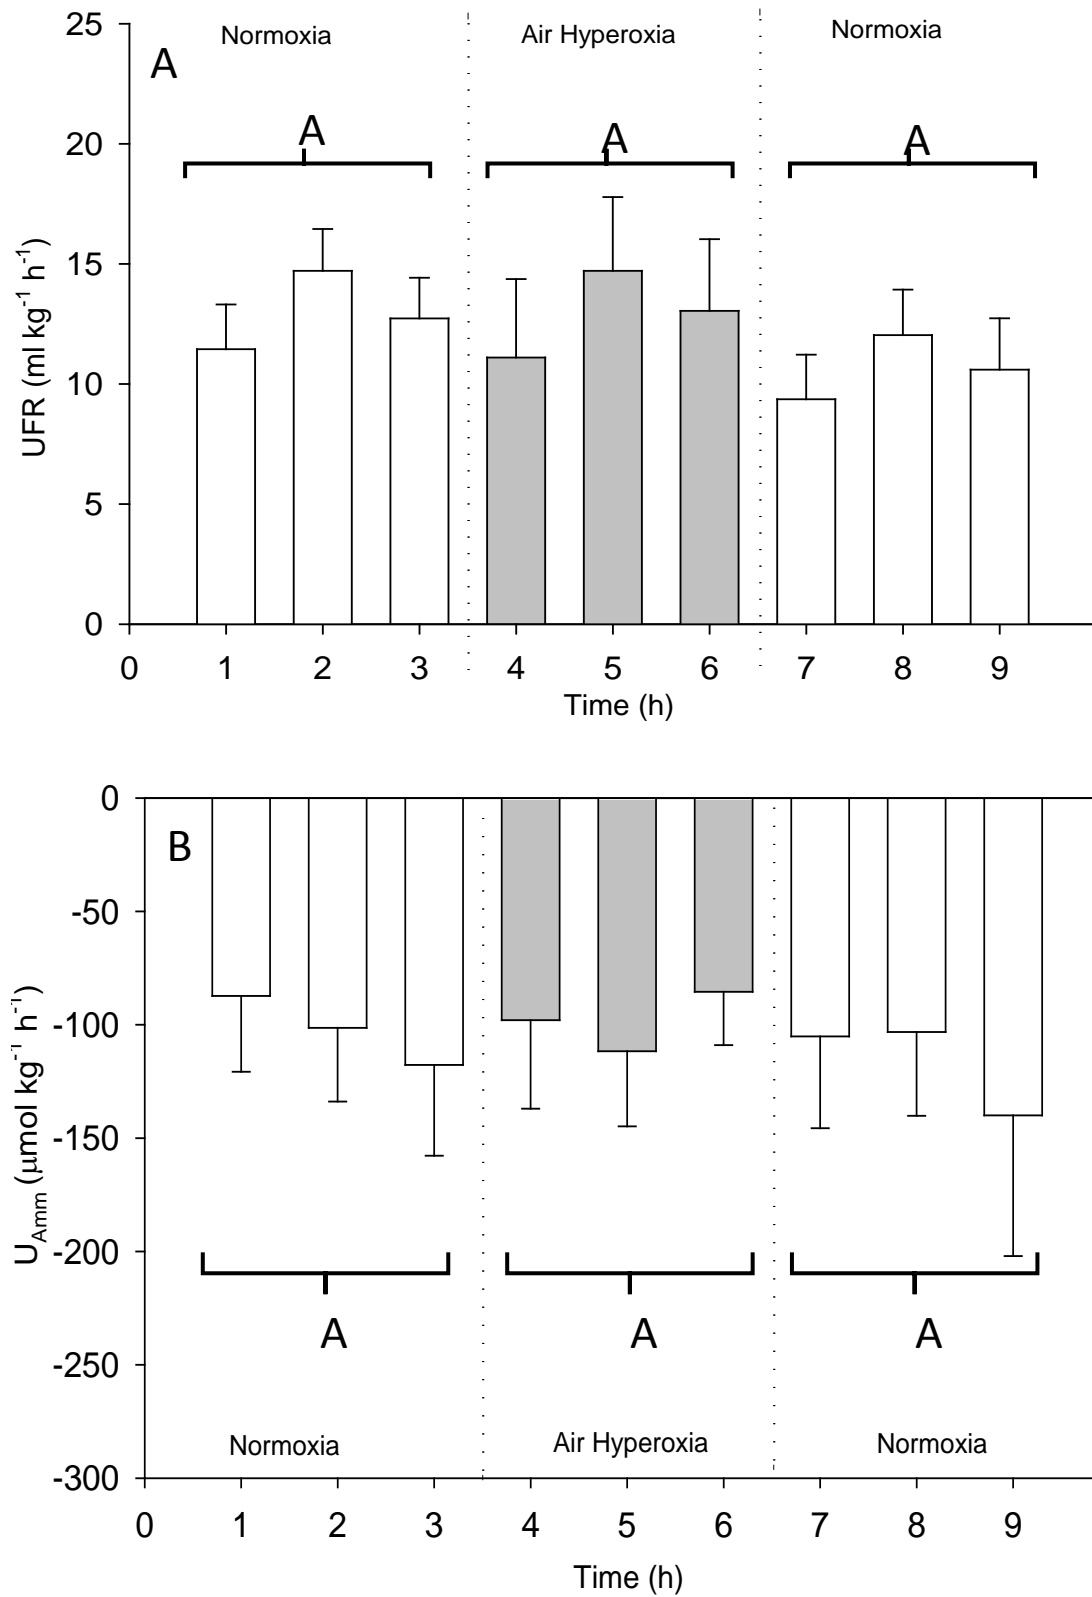 25
Normoxia
Air Hyperoxia
Normoxia
A
20
A
A
A
15
10
5
0
UFR (ml kg⁻¹ h⁻¹)
0 1 2 3 4 5 6 7 8 9
Time (h)
0
B
-50
-100
-150
-200
-250
-300
U_Amm (μmol kg⁻¹ h⁻¹)
A
A
A
Normoxia
Air Hyperoxia
Normoxia
0 1 2 3 4 5 6 7 8 9
Time (h)